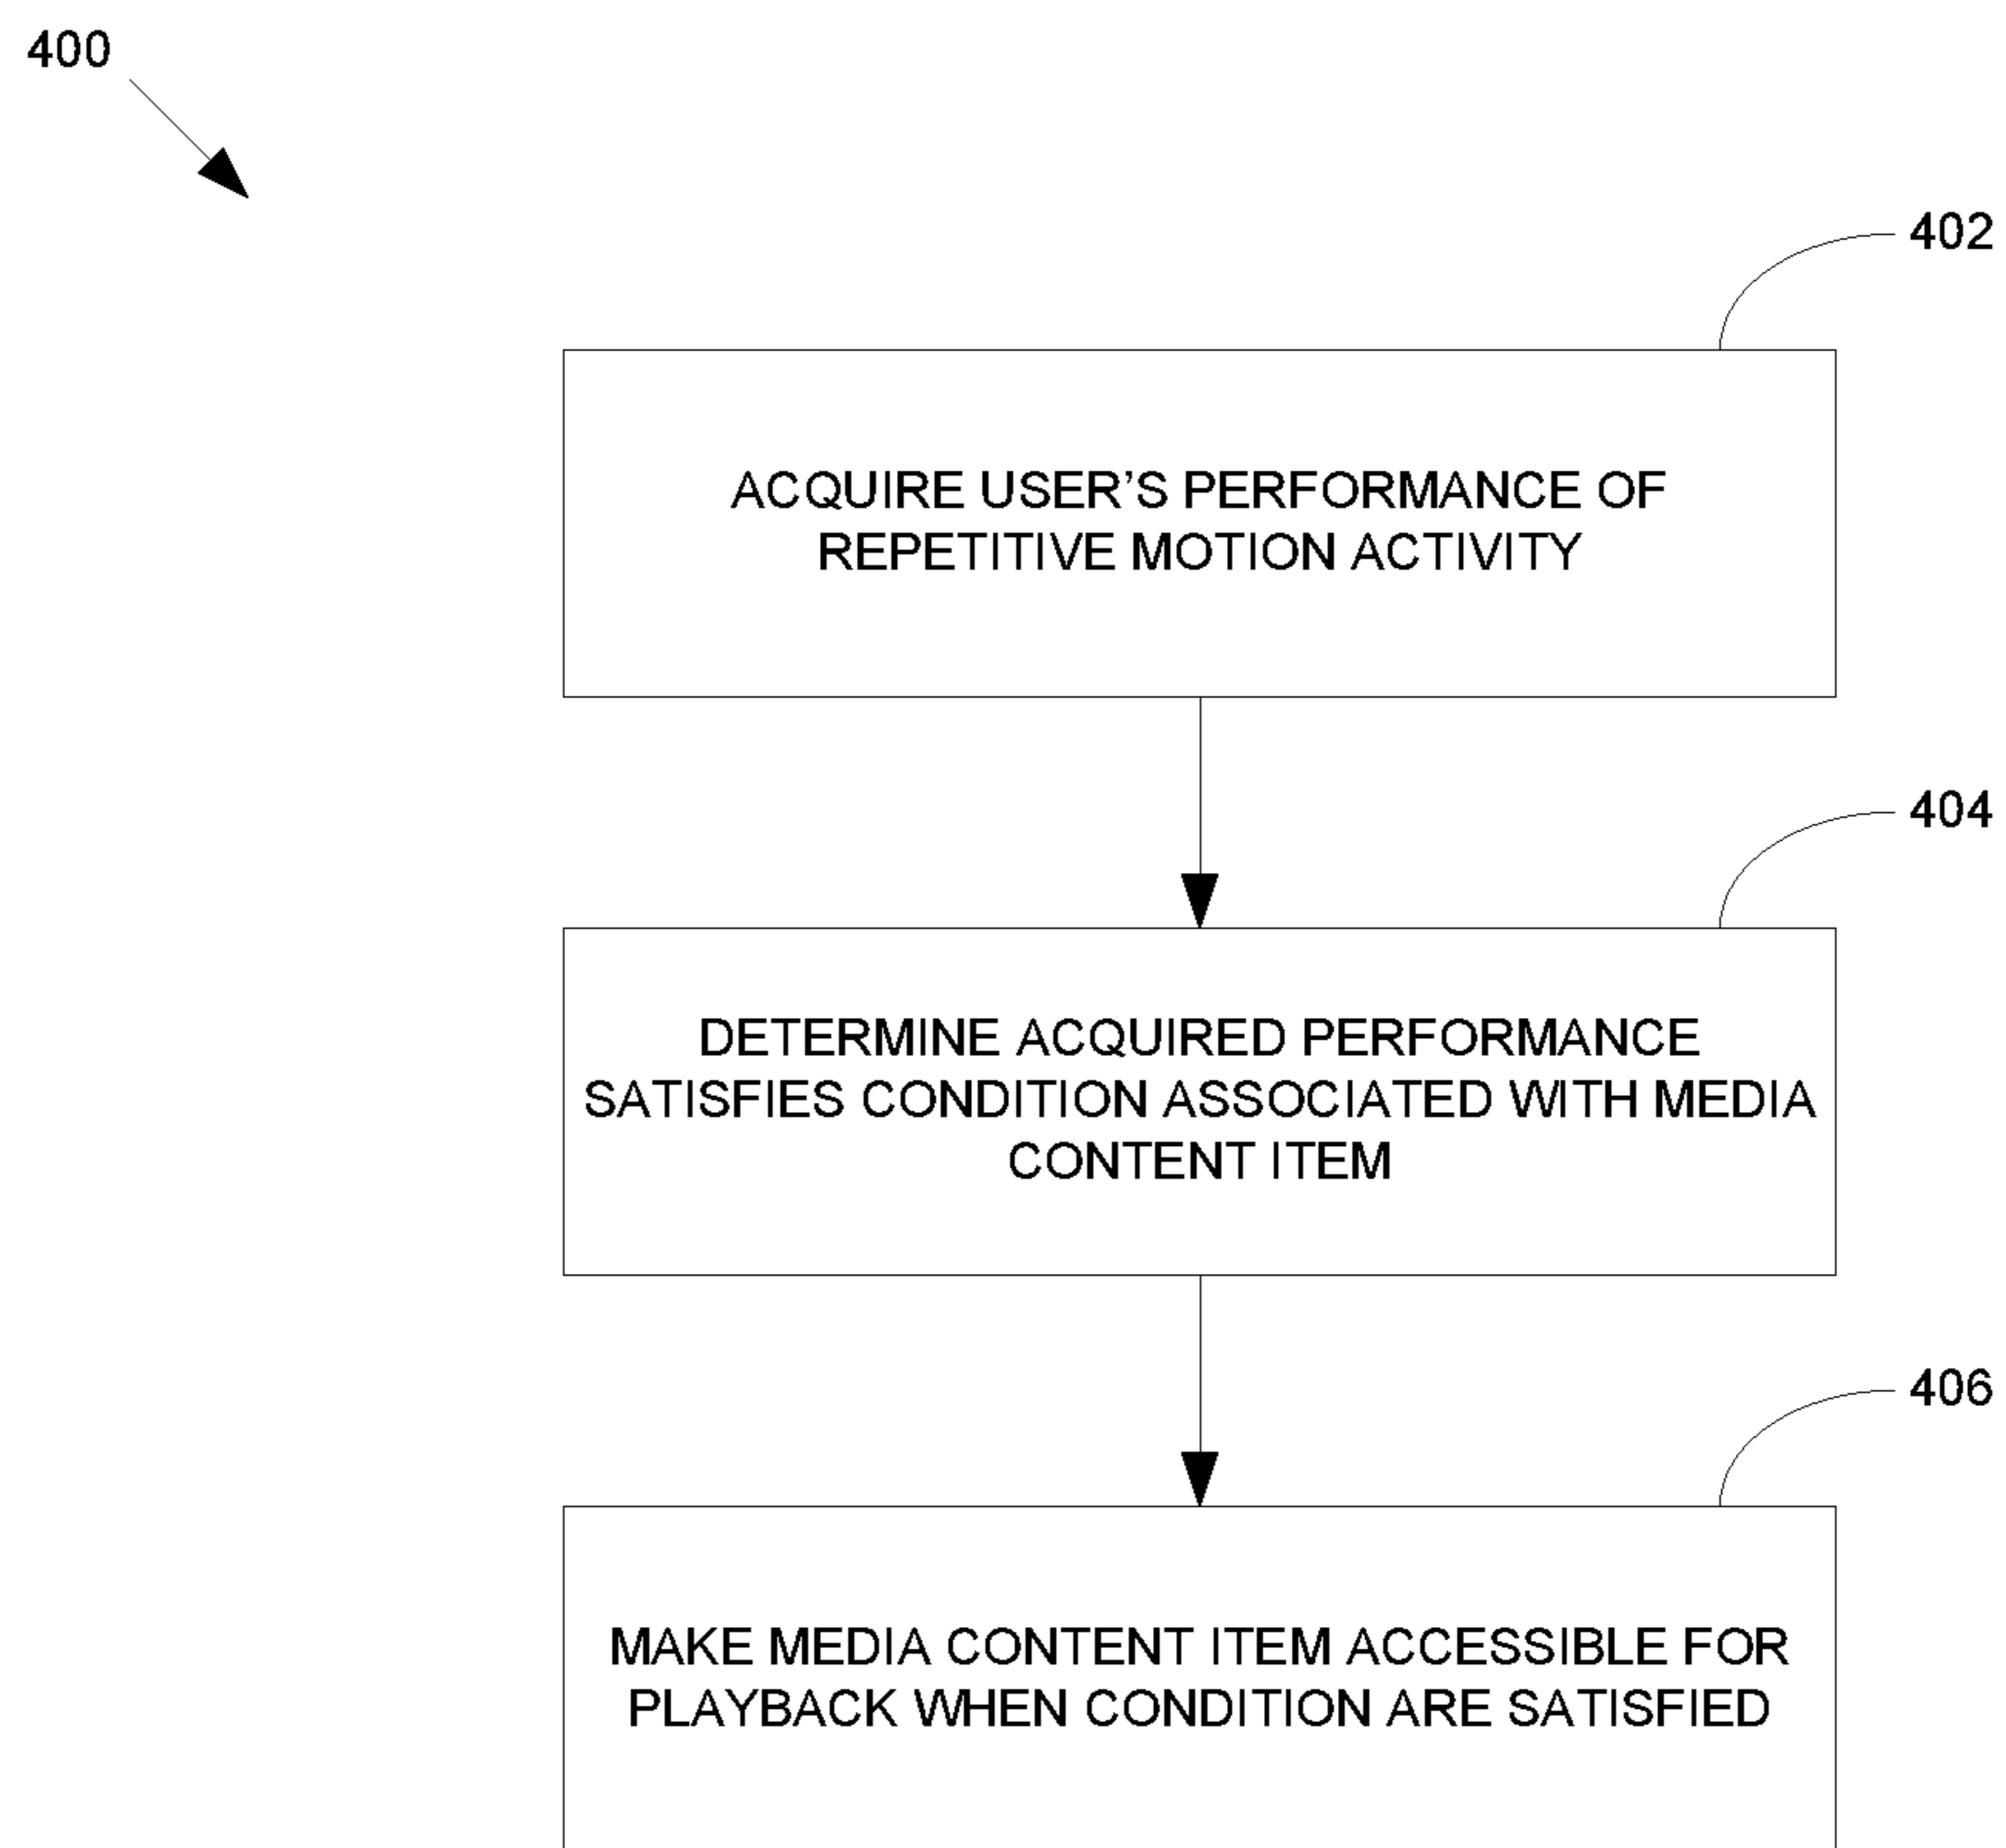 400
402
ACQUIRE USER'S PERFORMANCE OF
REPETITIVE MOTION ACTIVITY
404
DETERMINE ACQUIRED PERFORMANCE
SATISFIES CONDITION ASSOCIATED WITH MEDIA
CONTENT ITEM
406
MAKE MEDIA CONTENT ITEM ACCESSIBLE FOR
PLAYBACK WHEN CONDITION ARE SATISFIED